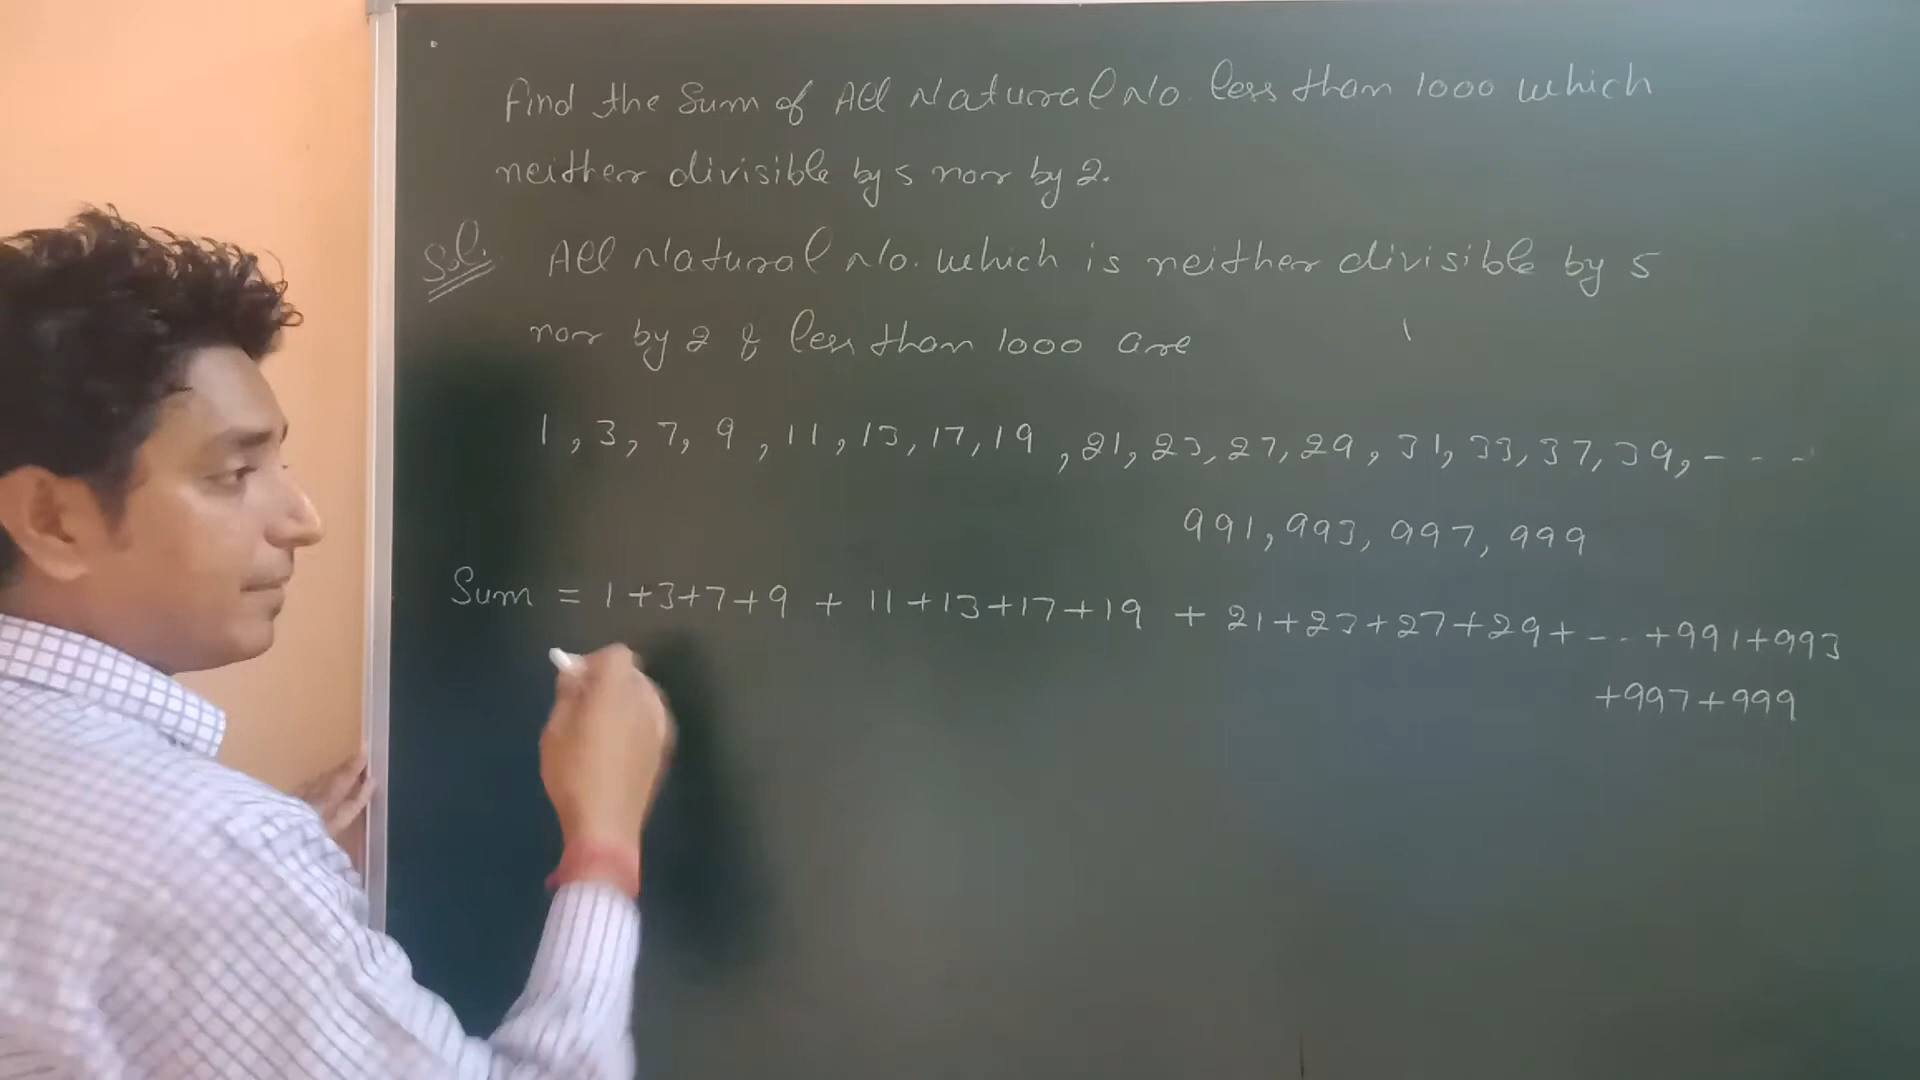 find the Sum of All Natural No. less than 1000 which
neither divisible by 5 nor by 2.
Sol. All Natural No. which is neither divisible by 5
nor by 2 & less than 1000 are
1, 3, 7, 9, 11, 13, 17, 19, 21, 23, 27, 29, 31, 33, 37, 39, - - - -
991, 993, 997, 999
Sum = 1+3+7+9 + 11+13+17+19 + 21+23+27+29+ - .. +991+993
+997+999